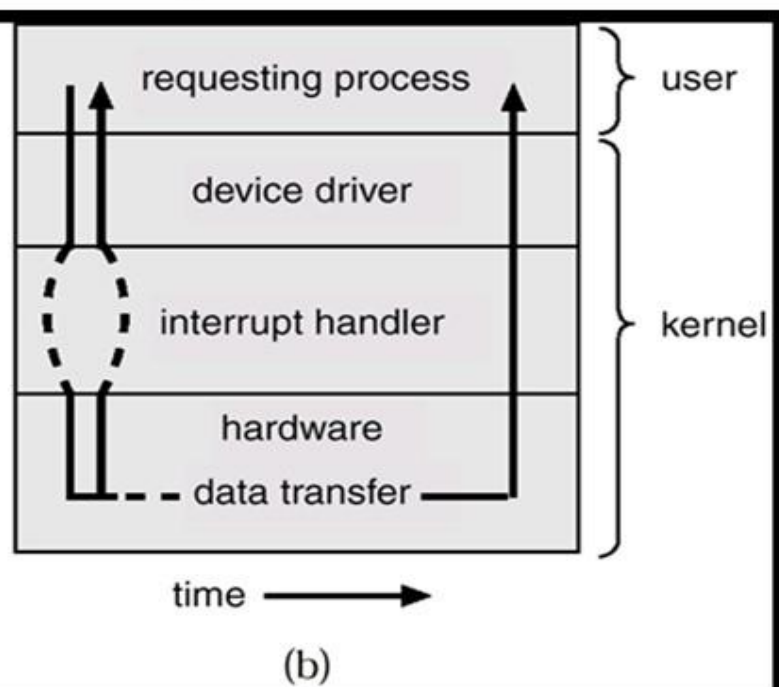 requesting process
user
device driver
interrupt handler
kernel
hardware
data transfer
time
(b)